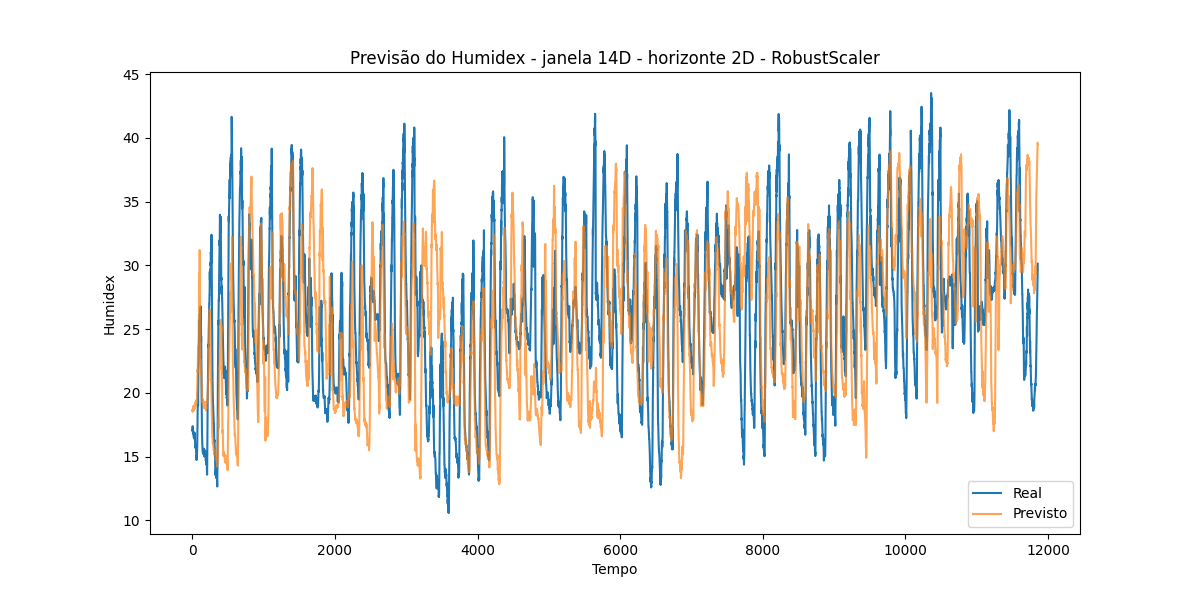 Previsão do Humidex - janela 14D - horizonte 2D - RobustScaler
45
40
35
30
25
20
15
10
Humidex
0 2000 4000 6000 8000 10000 12000
Tempo
Real
Previsto